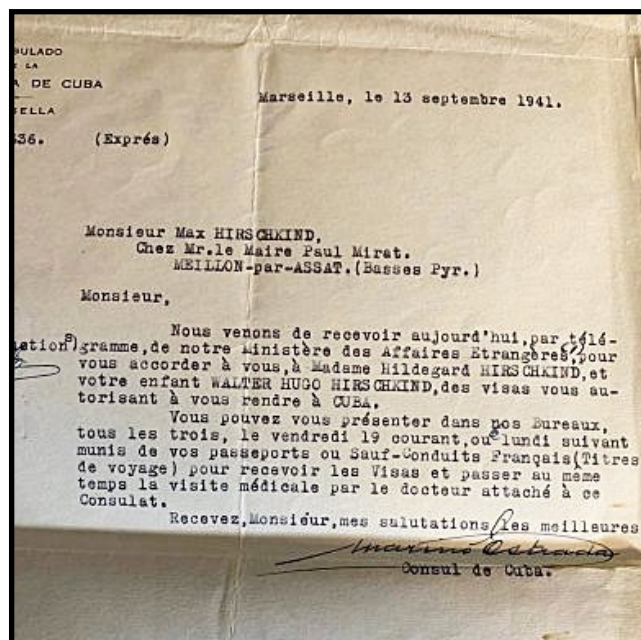 SULADO
LA
A DE CUBA
SELLA
Marseille, le 13 septembre 1941.
536. (Exprés)
Monsieur Max HIRSCHKIND,
Chez Mr.le Maire Paul Mirat.
MEILLON-par-ASSAT.(Basses Pyr.)
Monsieur,
Nous venons de recevoir aujourd'hui,par télé-
gramme,de notre Ministère des Affaires Etrangères,pour
vous accorder à vous,à Madame Hildegard HIRSCHKIND,et
votre enfant WALTER HUGO HIRSCHKIND,des visas vous au-
torisant à vous rendre à CUBA.
Vous pouvez vous présenter dans nos Bureaux,
tous les trois, le vendredi 19 courant,ou le lundi suivant
munis de vos passeports ou Sauf-Conduits Français(Titres
de voyage) pour recevoir les Visas et passer au meme
temps la visite médicale par le docteur attaché à ce
Consulat.
Recevez,Monsieur,mes salutations les meilleures
Marino Estrada
Consul de Cuba.